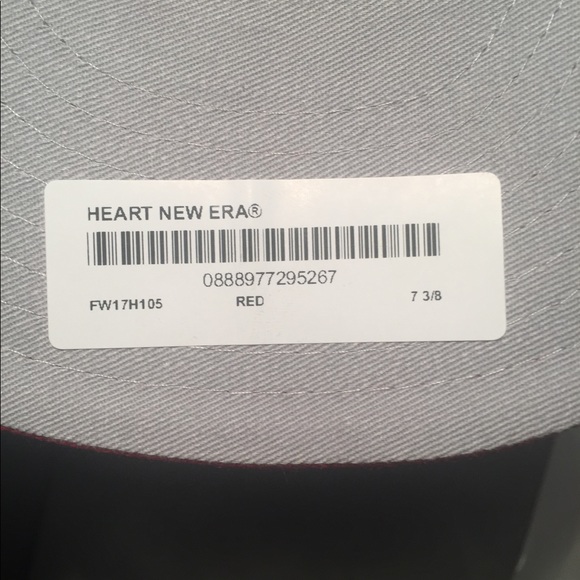 HEART NEW ERA®
0888977295267
FW17H105 RED 7 3/8